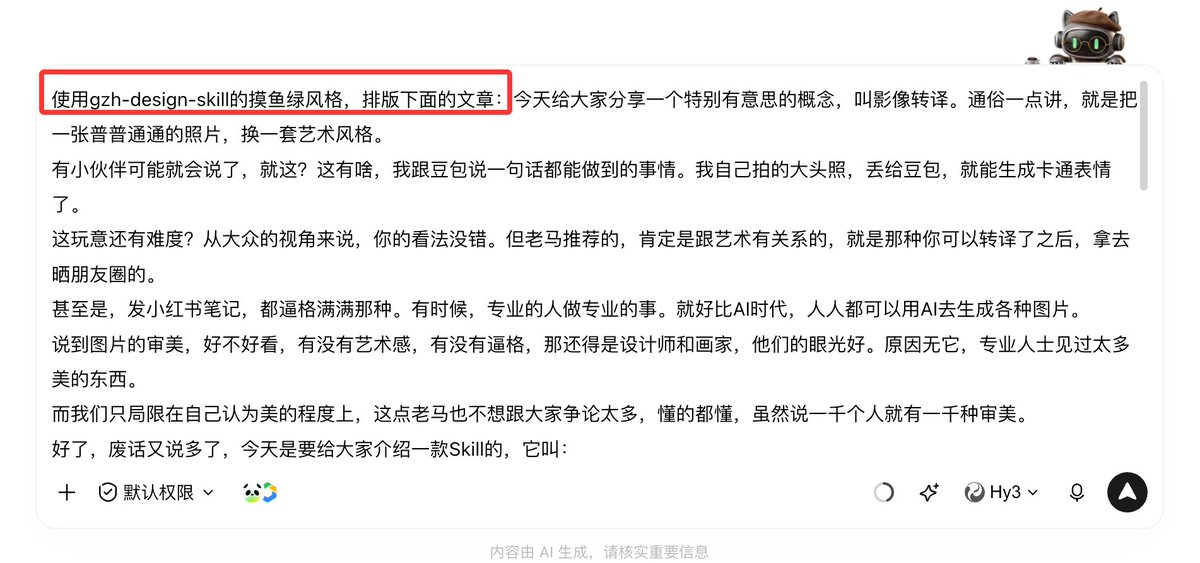 使用gzh-design-skill的摸鱼绿风格，排版下面的文章：今天给大家分享一个特别有意思的概念，叫影像转译。通俗一点讲，就是把
一张普普通通的照片，换一套艺术风格。
有小伙伴可能就会说了，就这？这有啥，我跟豆包说一句话都能做到的事情。我自己拍的大头照，丢给豆包，就能生成卡通表情
了。
这玩意还有难度？从大众的视角来说，你的看法没错。但老马推荐的，肯定是跟艺术有关系的，就是那种你可以转译了之后，拿去
晒朋友圈的。
甚至是，发小红书笔记，都逼格满满那种。有时候，专业的人做专业的事。就好比AI时代，人人都可以用AI去生成各种图片。
说到图片的审美，好不好看，有没有艺术感，有没有逼格，那还得是设计师和画家，他们的眼光好。原因无它，专业人士见过太多
美的东西。
而我们只局限在自己认为美的程度上，这点老马也不想跟大家争论太多，懂的都懂，虽然说一千个人就有一千种审美。
好了，废话又说多了，今天是要给大家介绍一款Skill的，它叫：
默认权限 Hy3
内容由 AI 生成，请核实重要信息